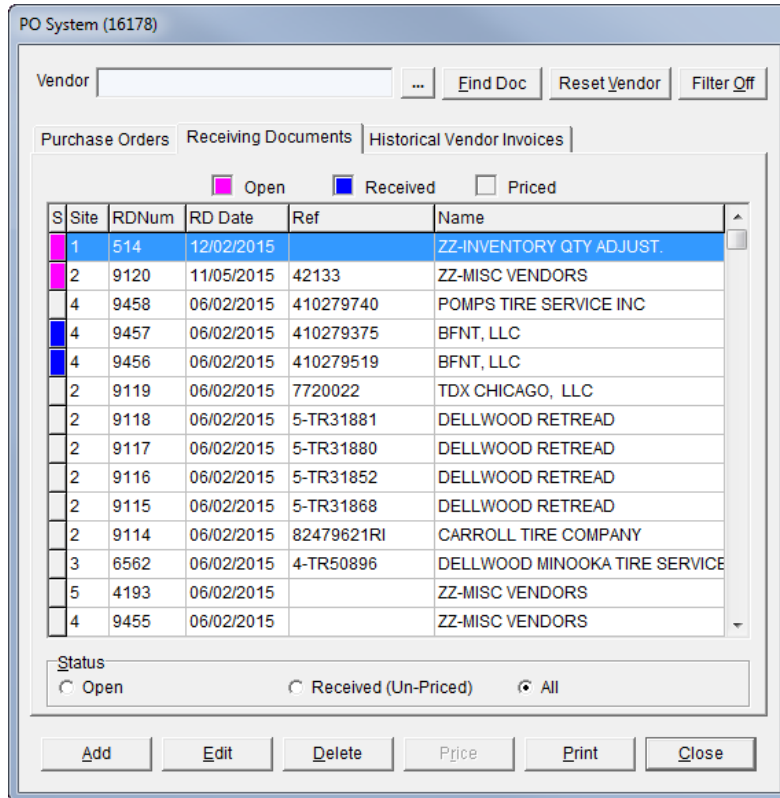 PO System (16178)
Vendor ... Find Doc Reset Vendor Filter Off
Purchase Orders Receiving Documents Historical Vendor Invoices
Open Received Priced
S Site RDNum RD Date Ref Name
1 514 12/02/2015 ZZ-INVENTORY QTY ADJUST.
2 9120 11/05/2015 42133 ZZ-MISC VENDORS
4 9458 06/02/2015 410279740 POMPS TIRE SERVICE INC
4 9457 06/02/2015 410279375 BFNT, LLC
4 9456 06/02/2015 410279519 BFNT, LLC
2 9119 06/02/2015 7720022 TDX CHICAGO, LLC
2 9118 06/02/2015 5-TR31881 DELLWOOD RETREAD
2 9117 06/02/2015 5-TR31880 DELLWOOD RETREAD
2 9116 06/02/2015 5-TR31852 DELLWOOD RETREAD
2 9115 06/02/2015 5-TR31868 DELLWOOD RETREAD
2 9114 06/02/2015 82479621RI CARROLL TIRE COMPANY
3 6562 06/02/2015 4-TR50896 DELLWOOD MINOOKA TIRE SERVICE
5 4193 06/02/2015 ZZ-MISC VENDORS
4 9455 06/02/2015 ZZ-MISC VENDORS
Status
Open Received (Un-Priced) All
Add Edit Delete Price Print Close